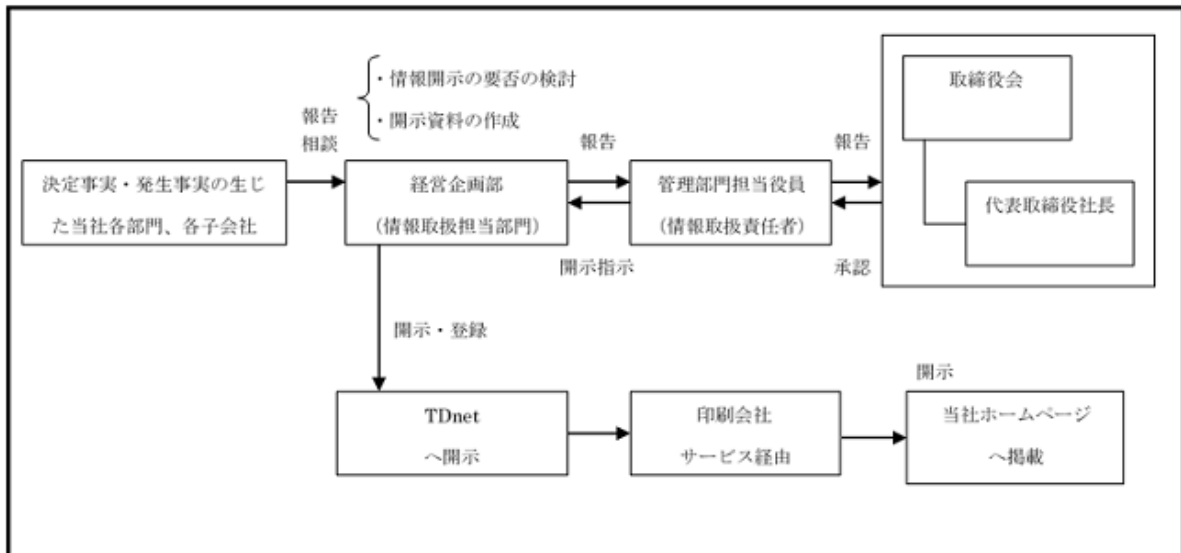 ・情報開示の要否の検討
・開示資料の作成
報告
相談
報告
報告
取締役会
代表取締役社長
決定事実・発生事実の生じ
た当社各部門、各子会社
経営企画部
（情報取扱担当部門）
管理部門担当役員
（情報取扱責任者）
開示指示
承認
開示・登録
開示
TDnet
へ開示
印刷会社
サービス経由
当社ホームページ
へ掲載